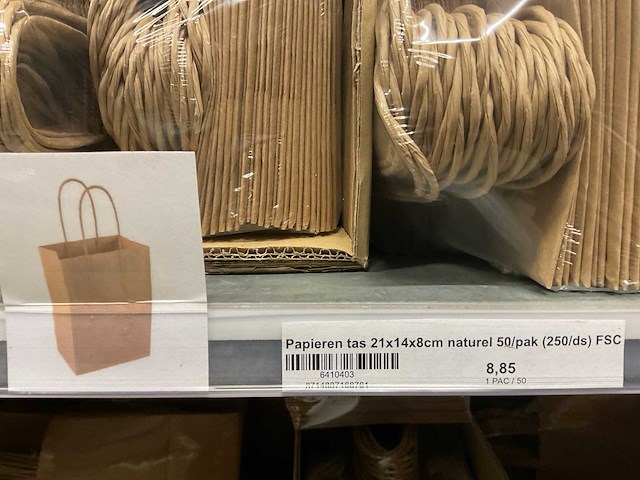 Papieren tas 21x14x8cm naturel 50/pak (250/ds) FSC
6410403
8,85
1 PAC / 50